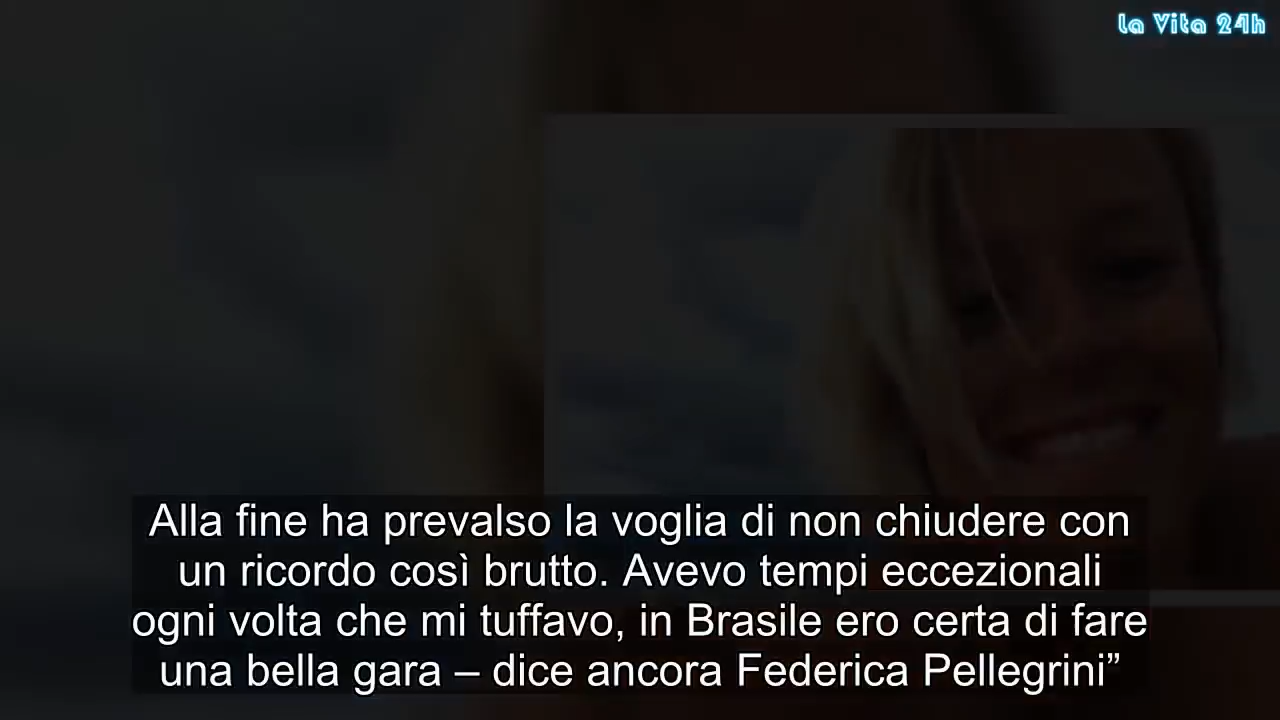 La Vita 24h
Alla fine ha prevalso la voglia di non chiudere con
un ricordo così brutto. Avevo tempi eccezionali
ogni volta che mi tuffavo, in Brasile ero certa di fare
una bella gara – dice ancora Federica Pellegrini”